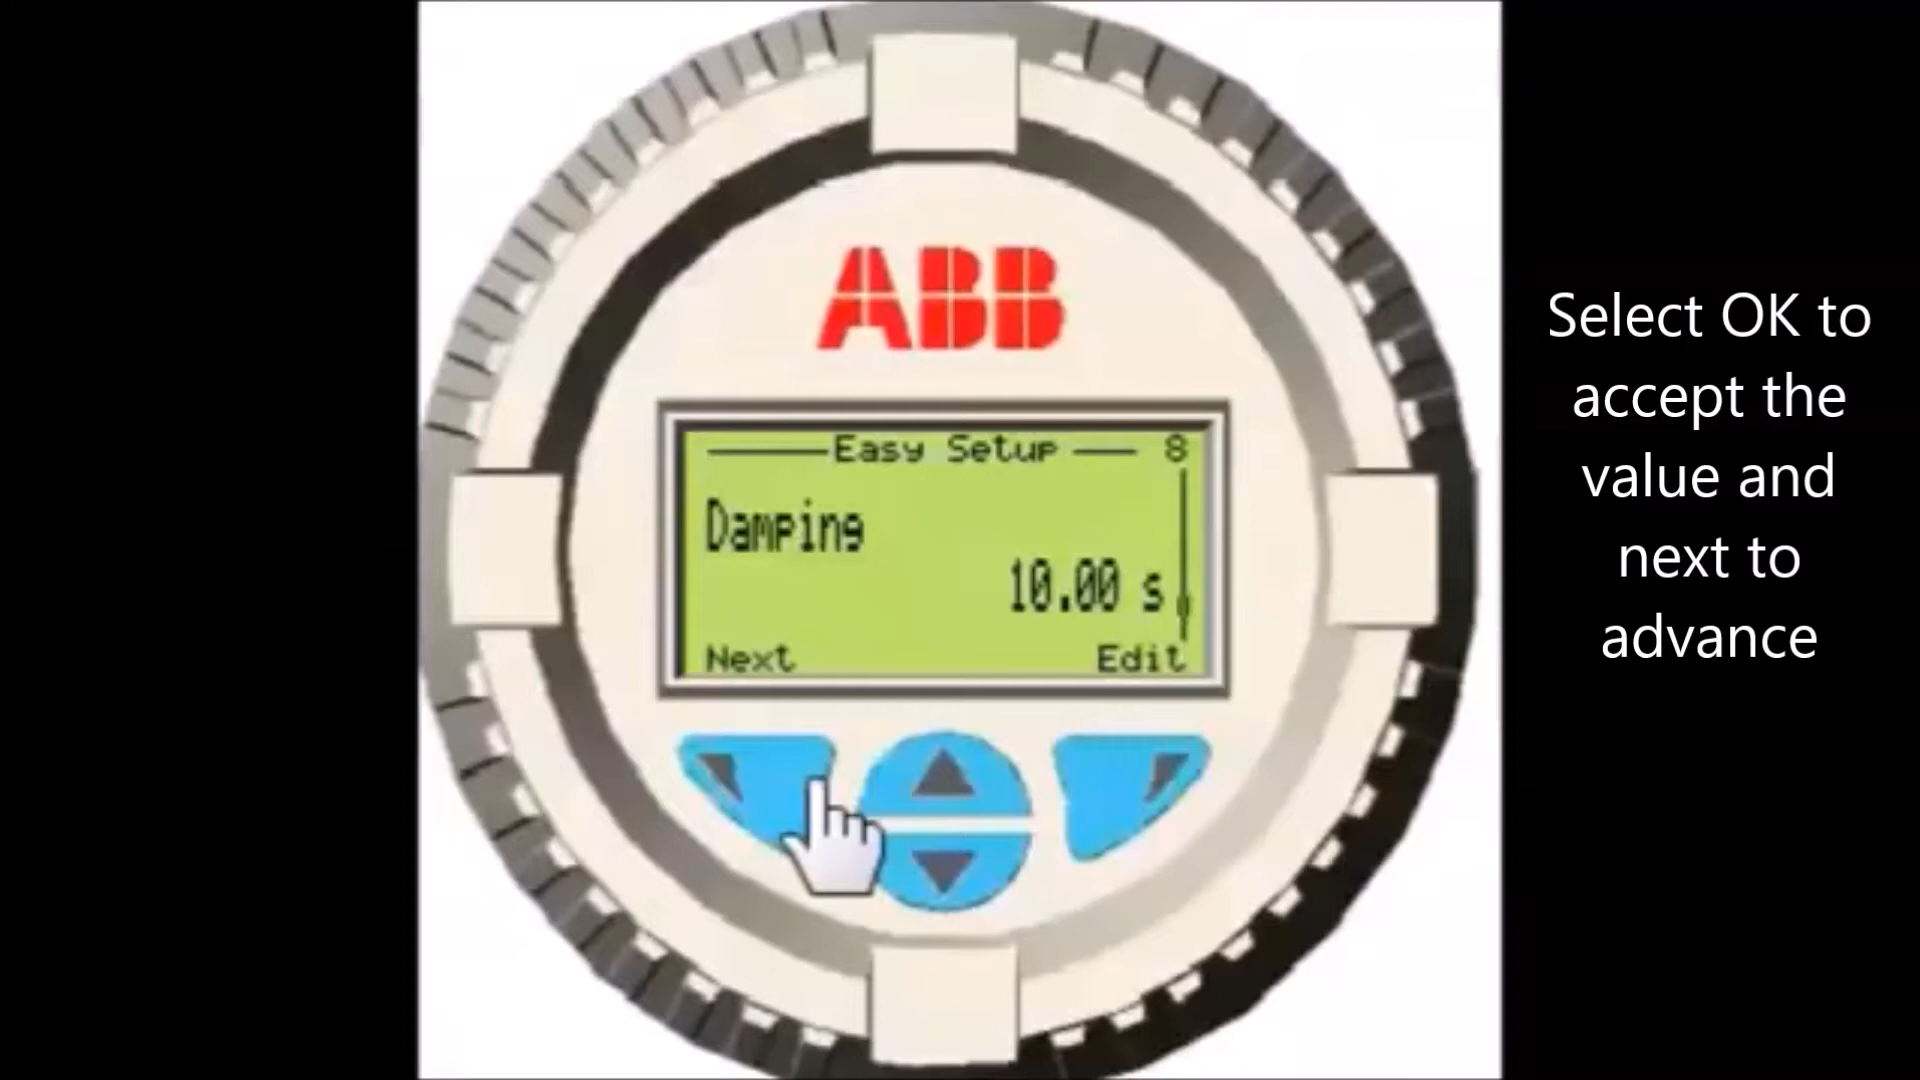 ABB
Easy Setup 8
Damping
10.00 s
Next Edit
Select OK to
accept the
value and
next to
advance